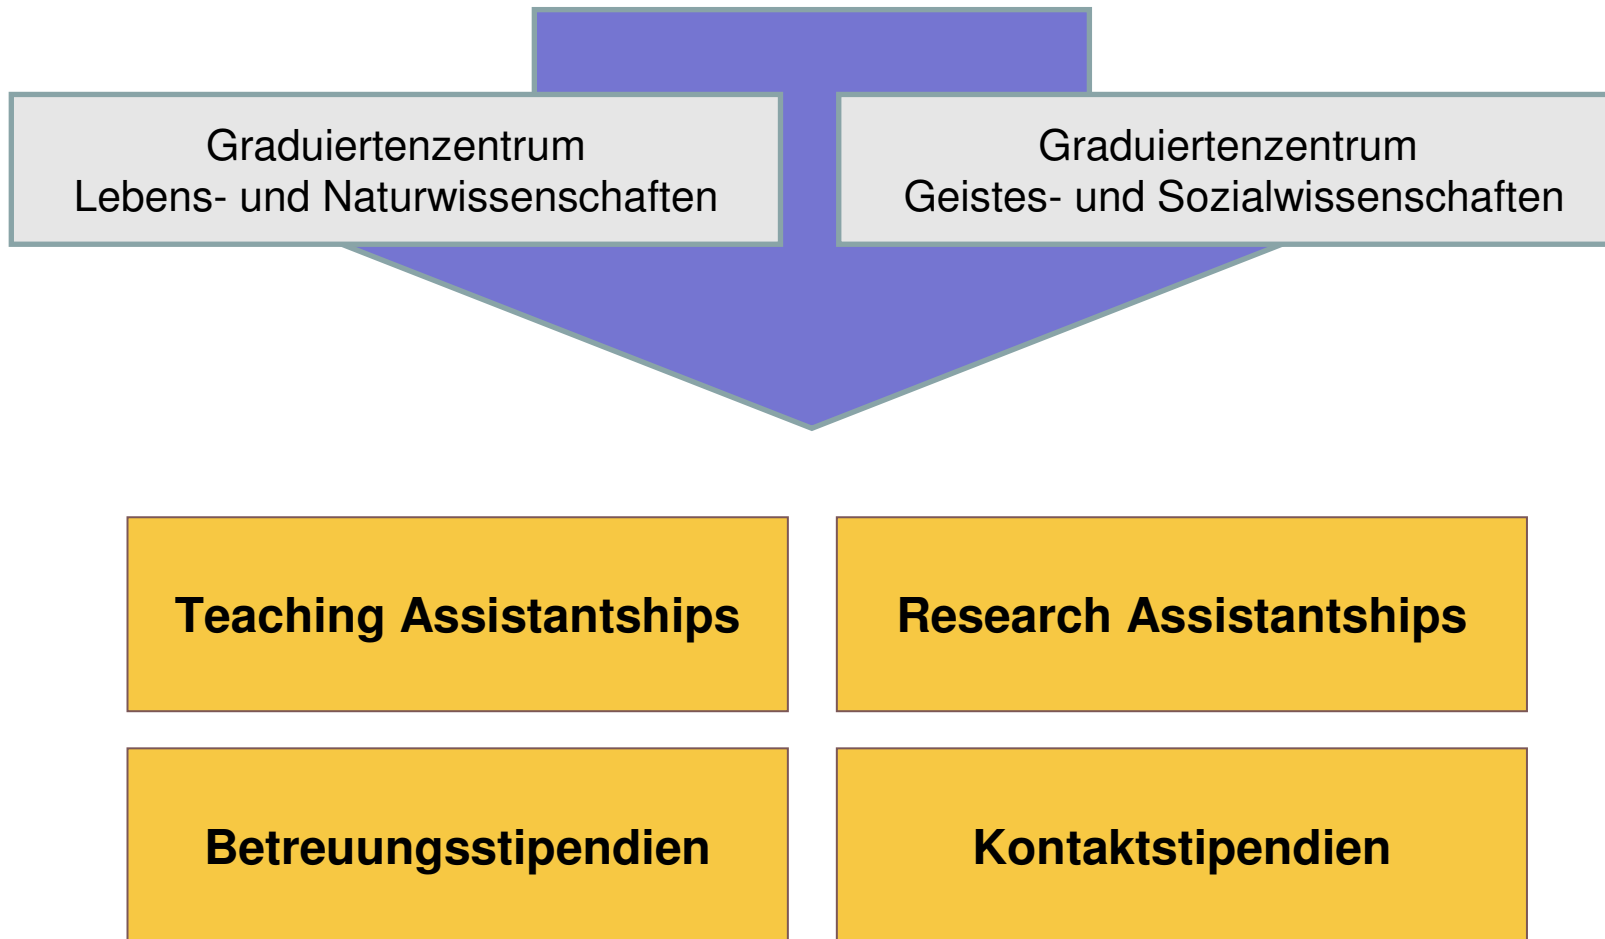 Graduiertenzentrum
Lebens- und Naturwissenschaften
Graduiertenzentrum
Geistes- und Sozialwissenschaften
Teaching Assistantships
Research Assistantships
Betreuungsstipendien
Kontaktstipendien